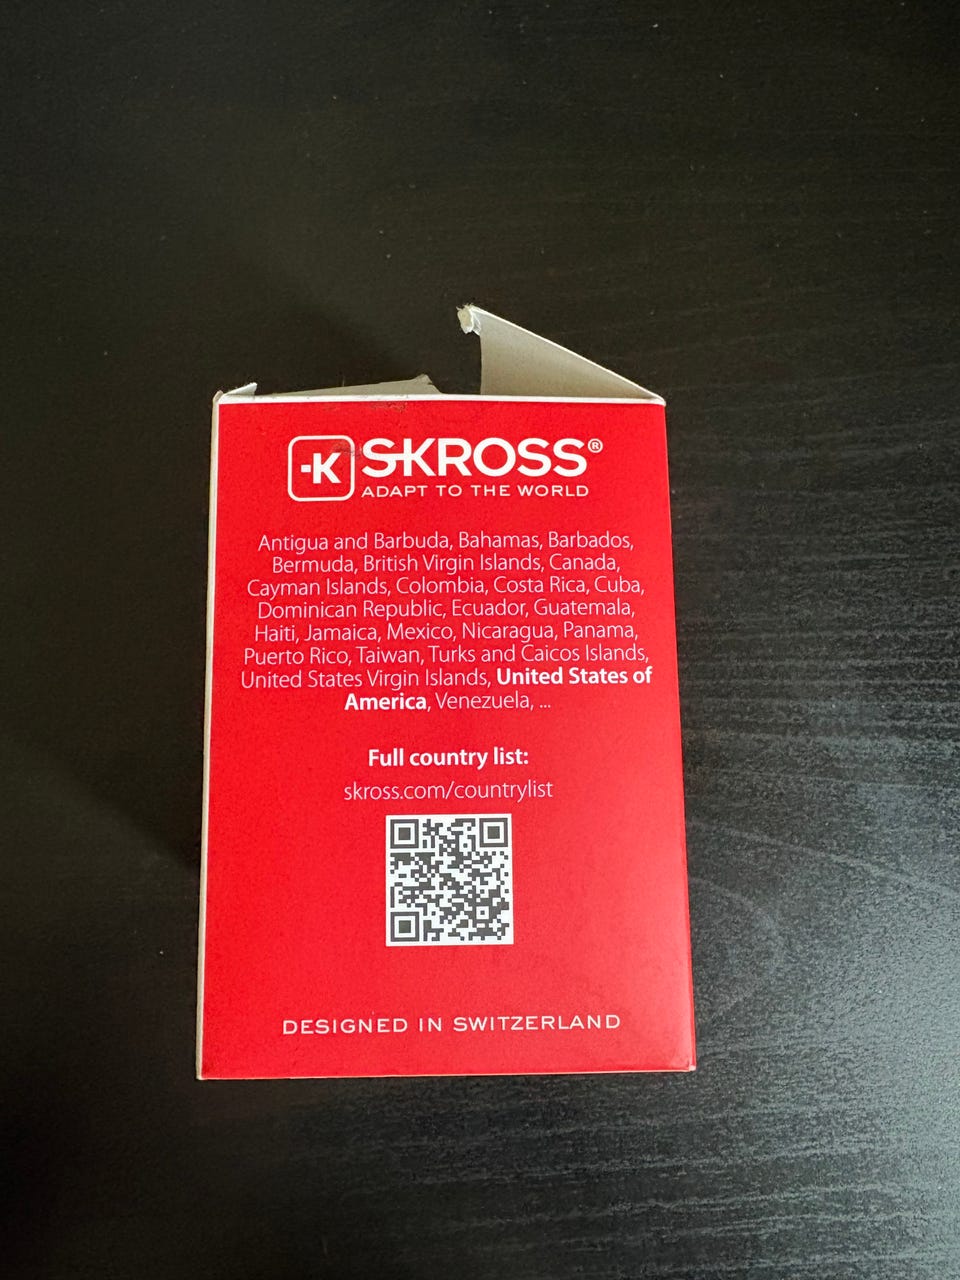 -K SKROSS®
ADAPT TO THE WORLD
Antigua and Barbuda, Bahamas, Barbados,
Bermuda, British Virgin Islands, Canada,
Cayman Islands, Colombia, Costa Rica, Cuba,
Dominican Republic, Ecuador, Guatemala,
Haiti, Jamaica, Mexico, Nicaragua, Panama,
Puerto Rico, Taiwan, Turks and Caicos Islands,
United States Virgin Islands, United States of
America, Venezuela, ...
Full country list:
skross.com/countrylist
DESIGNED IN SWITZERLAND